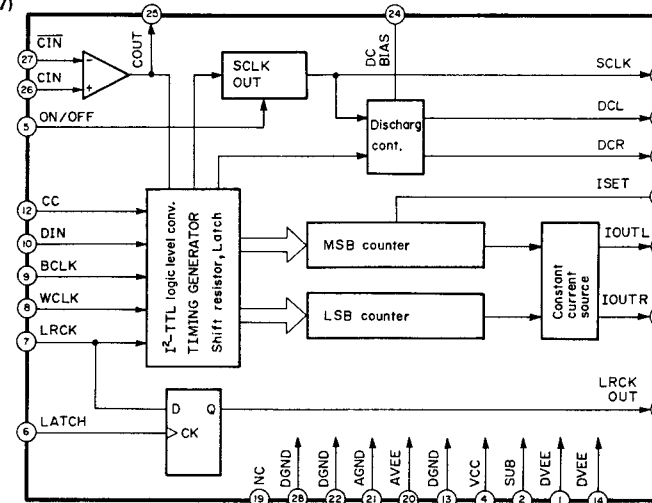 7)
25
24
CIN
27
COUT
DC
BIAS
SCLK
OUT
SCLK
CIN
26
ON/OFF
5
DCL
Discharg
cont.
DCR
ISET
CC
12
DIN
10
BCLK
9
WCLK
8
LRCK
7
I²-TTL logic level conv.
TIMING GENERATOR
Shift resistor, Latch
MSB counter
LSB counter
Constant
current
source
IOUTL
IOUTR
LRCK
OUT
D Q
CK
LATCH
6
NC
DGND
DGND
AGND
AVEE
DGND
VCC
SUB
DVEE
DVEE
19
28
22
21
20
13
4
2
1
14